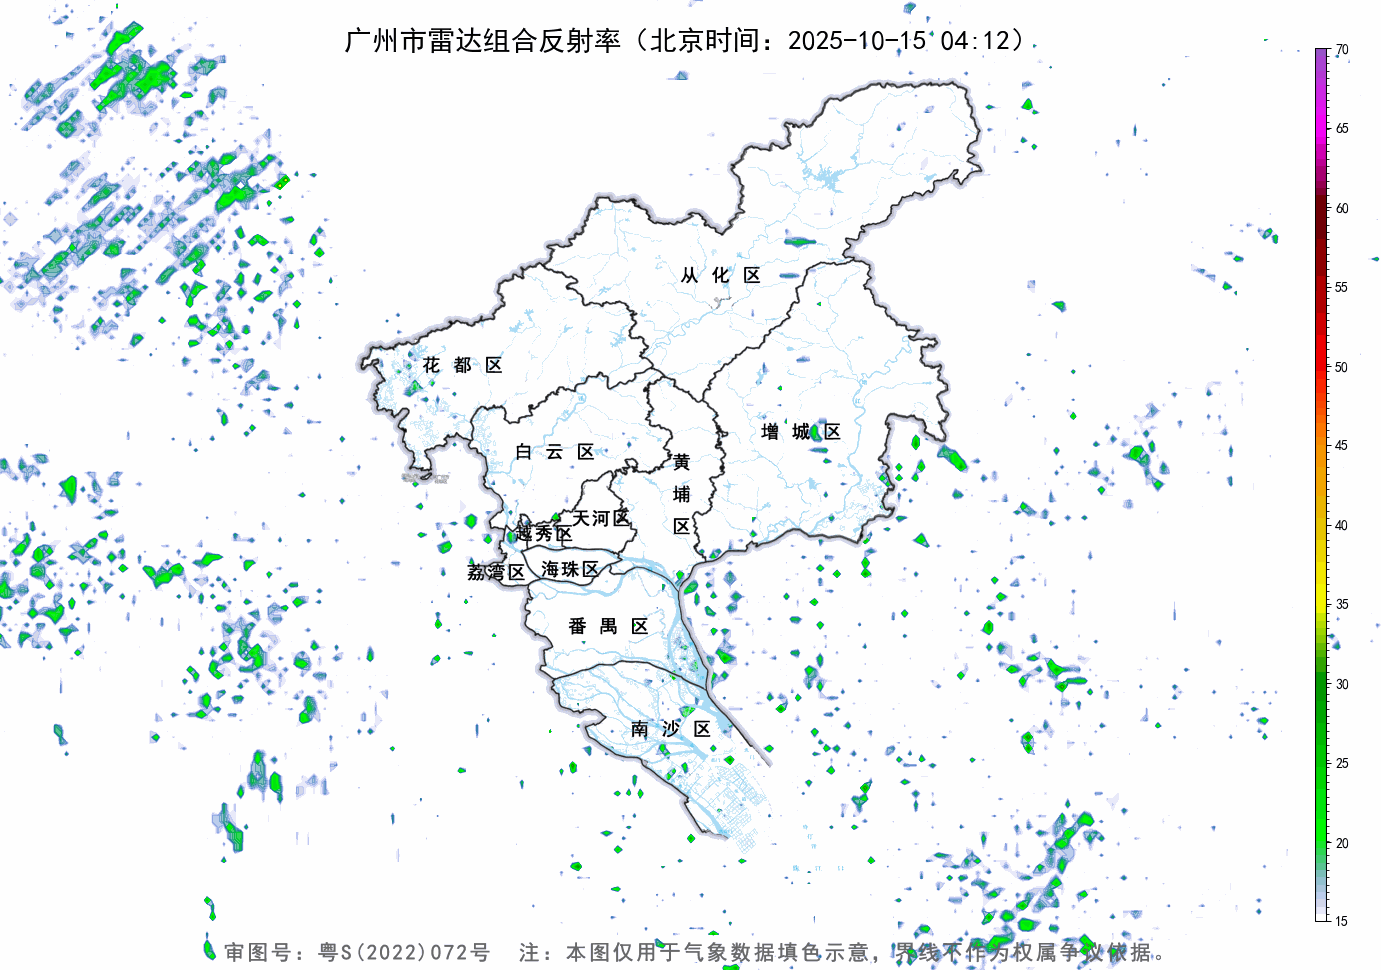 广州市雷达组合反射率（北京时间：2025-10-15 04:12）
70
65
60
55
50
45
40
35
30
25
20
15
从化区
花都区
增城区
白云区
黄埔区
天河区
越秀区
海珠区
荔湾区
番禺区
南沙区
审图号：粤S(2022)072号 注：本图仅用于气象数据填色示意，界线不作为权属争议依据。